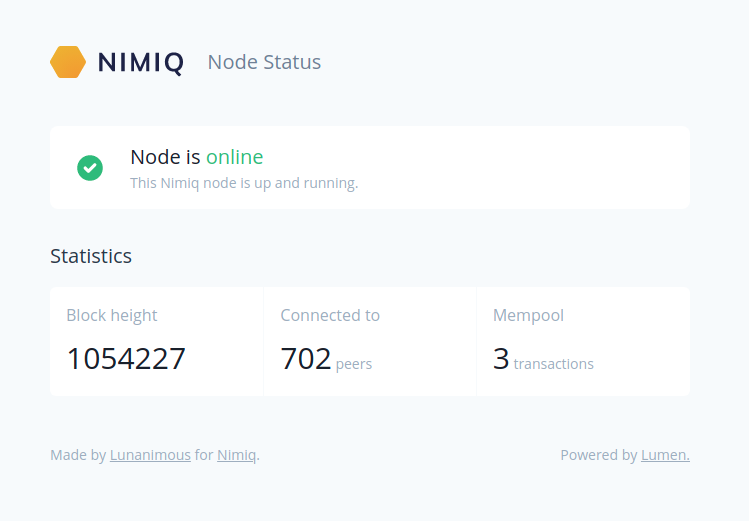 NIMIQ Node Status
Node is online
This Nimiq node is up and running.
Statistics
Block height Connected to Mempool
1054227 702 peers 3 transactions
Made by Lunanimous for Nimiq. Powered by Lumen.